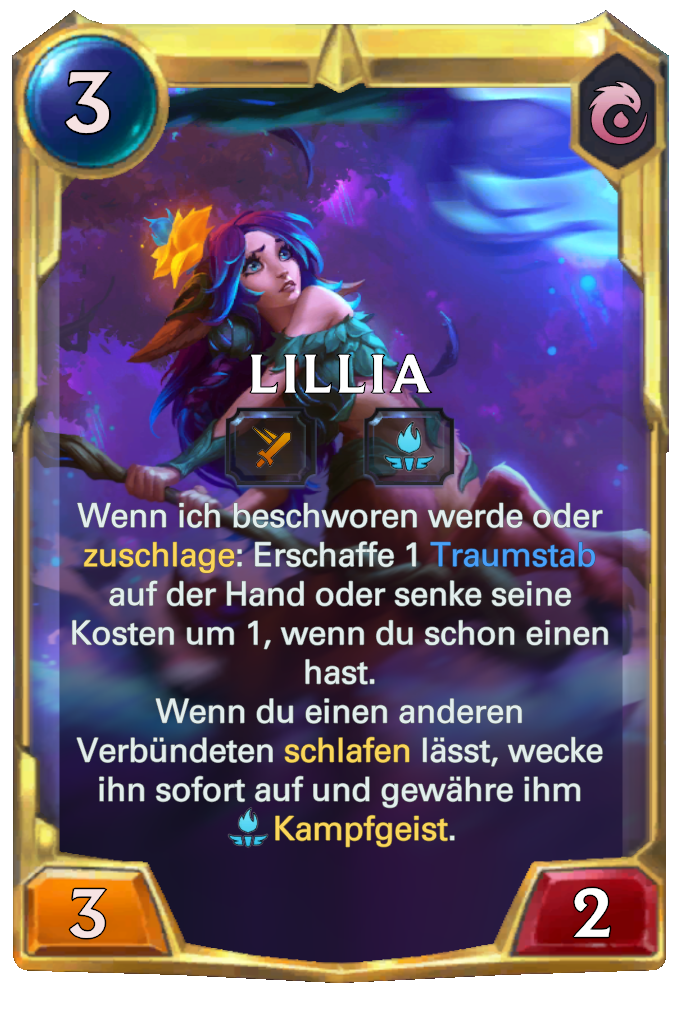 3
LILLIA
Wenn ich beschworen werde oder
zuschlage: Erschaffe 1 Traumstab
auf der Hand oder senke seine
Kosten um 1, wenn du schon einen
hast.
Wenn du einen anderen
Verbündeten schlafen lässt, wecke
ihn sofort auf und gewähre ihm
Kampfgeist.
3
2